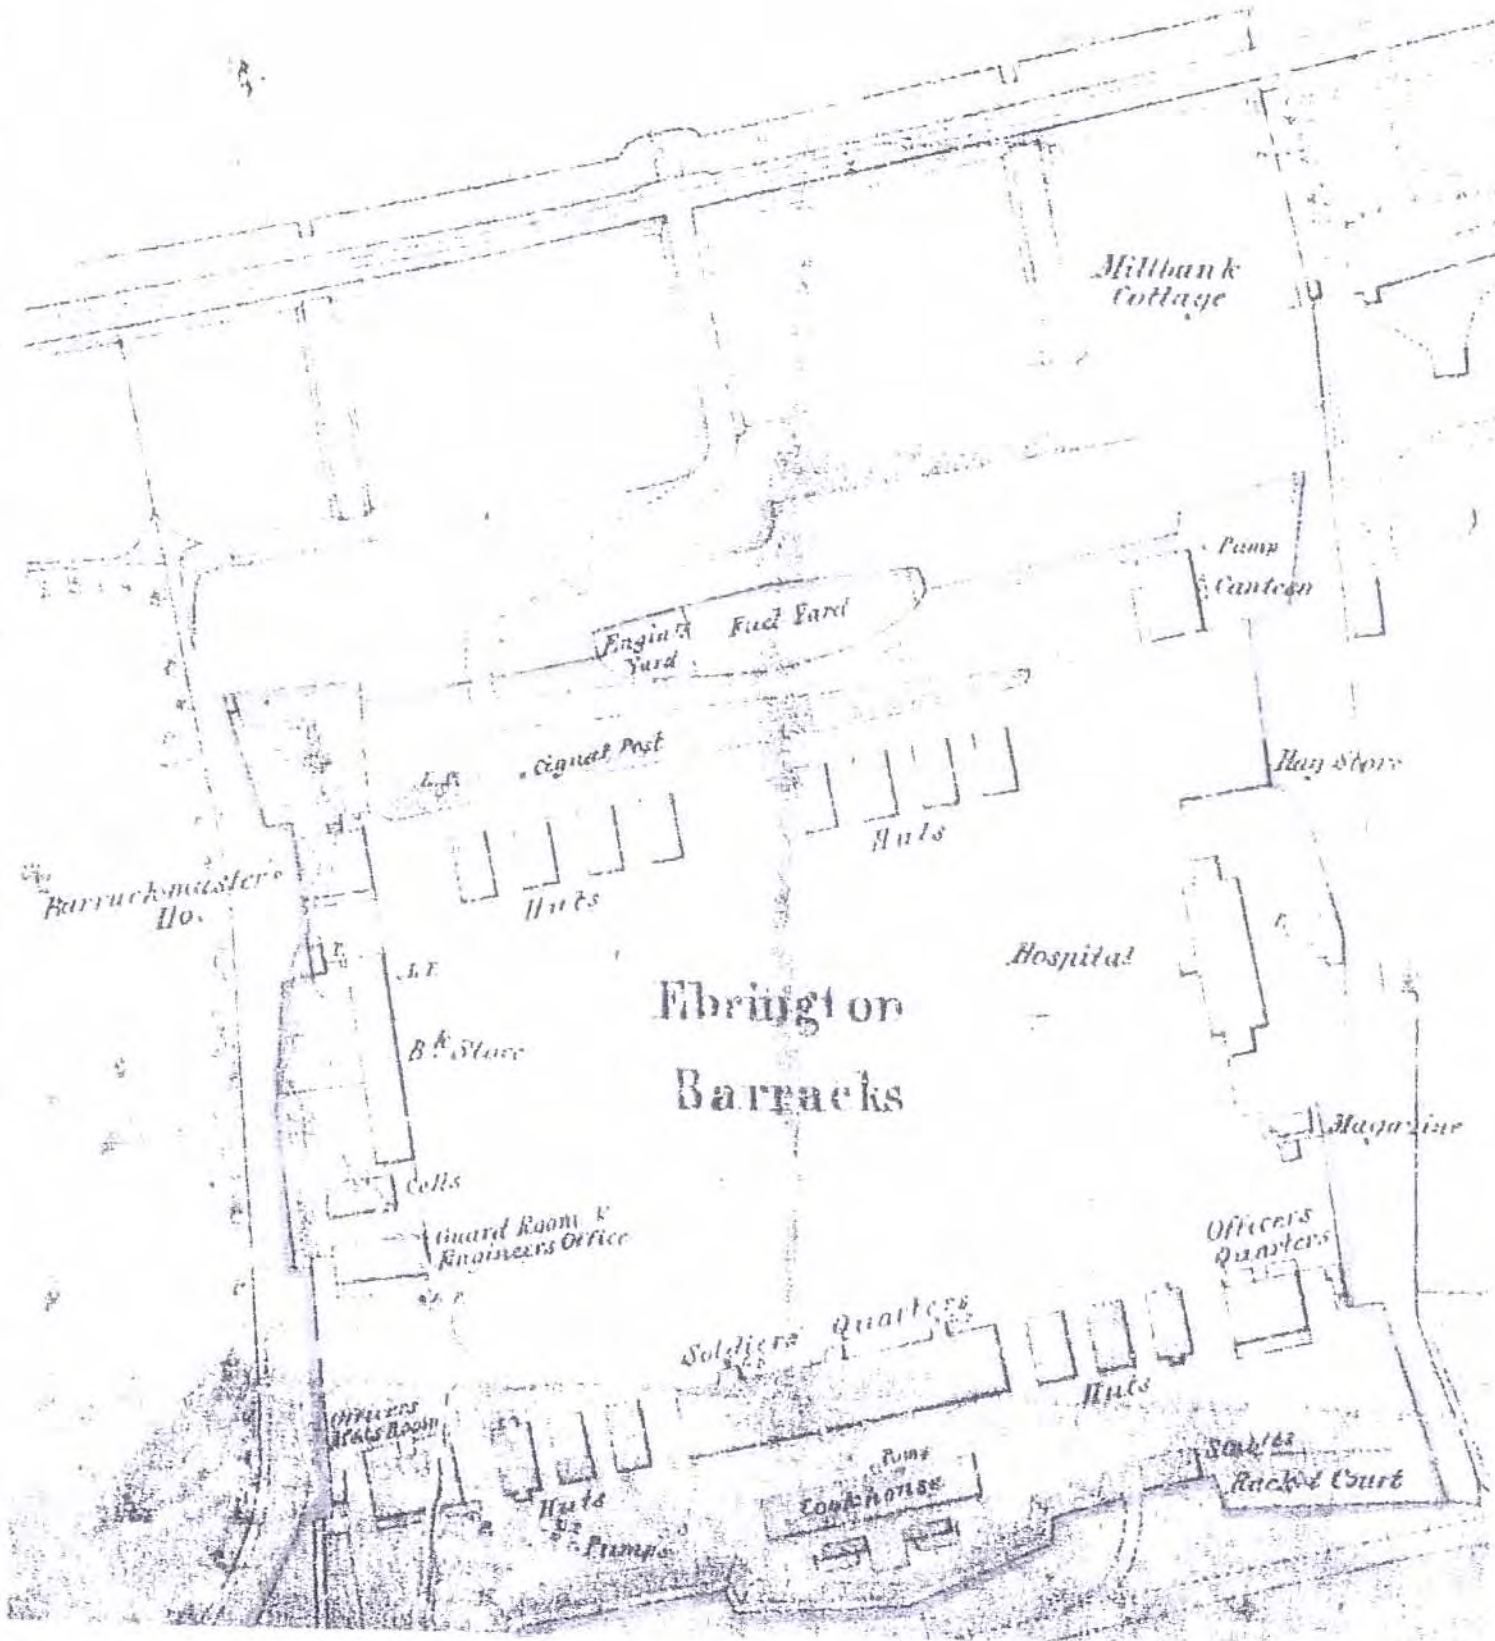 Millbank
Cottage
Pump
Canteen
Engin.rs
Yard
Fuel Yard
Signal Post
Hay Store
Huts
Huts
Barrackmaster's
Ho.
L.P.
Hospital
Ebrington
Barracks
Bk. Store
Magazine
Cells
Guard Room &
Engineers Office
L.P.
Officers
Quarters
Soldiers Quarters
Huts
Officers
Mess Room
Stables
Racket Court
Pump
Cookhouse
Huts
Pumps